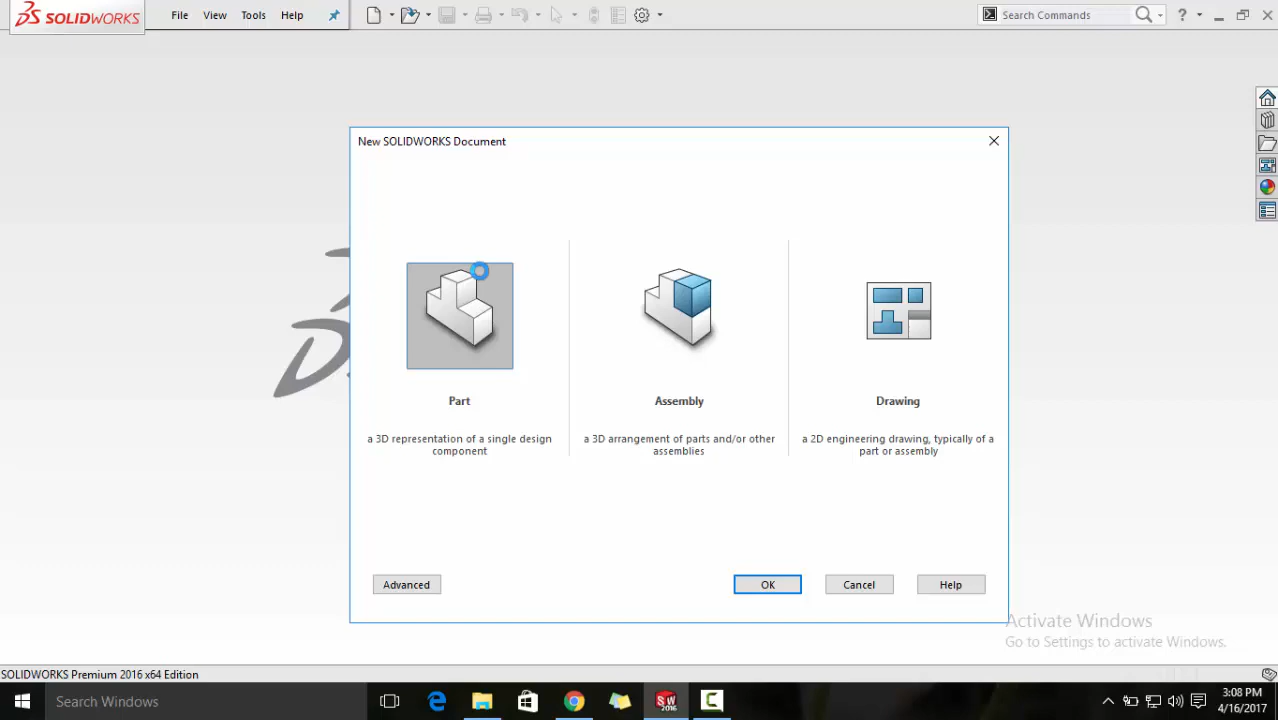 SOLIDWORKS
File View Tools Help
Search Commands
?
New SOLIDWORKS Document
Part
a 3D representation of a single design
component
Assembly
a 3D arrangement of parts and/or other
assemblies
Drawing
a 2D engineering drawing, typically of a
part or assembly
Advanced
OK
Cancel
Help
Activate Windows
Go to Settings to activate Windows.
SOLIDWORKS Premium 2016 x64 Edition
Search Windows
SW
2016
3:08 PM
4/16/2017